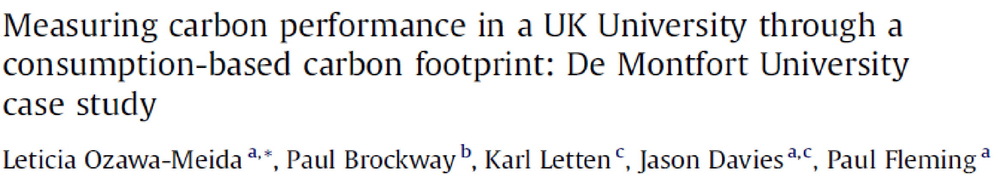 Measuring carbon performance in a UK University through a
consumption-based carbon footprint: De Montfort University
case study
Leticia Ozawa-Meida a,*, Paul Brockway b, Karl Letten c, Jason Davies a,c, Paul Fleming a